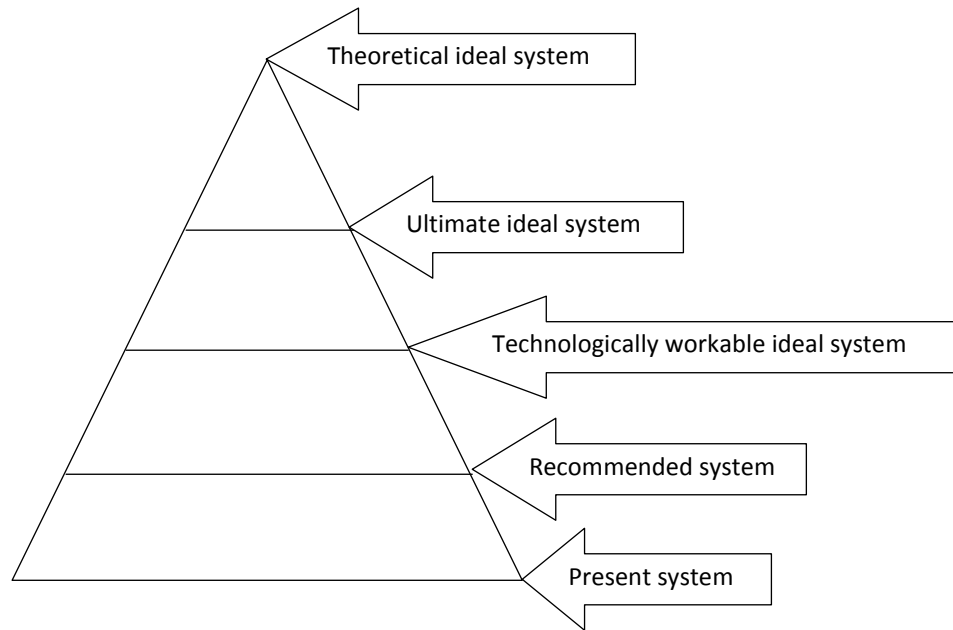 Theoretical ideal system
Ultimate ideal system
Technologically workable ideal system
Recommended system
Present system